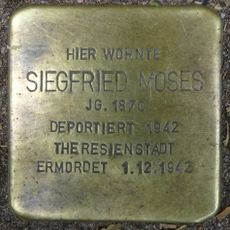 HIER WOHNTE
SIEGFRIED MOSES
JG. 1870
DEPORTIERT 1942
THERESIENSTADT
ERMORDET 1.12.1942